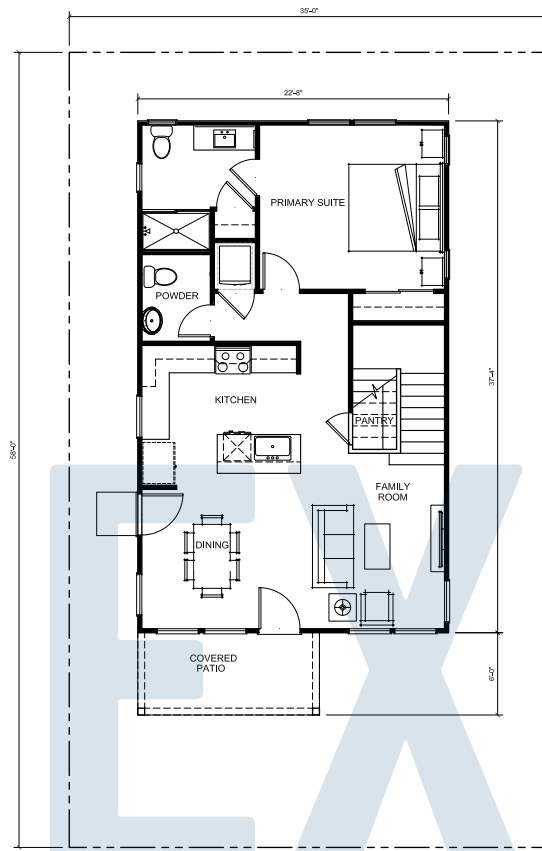 35'-0"
22'-8"
PRIMARY SUITE
POWDER
37'-4"
KITCHEN
PANTRY
58'-0"
FAMILY
ROOM
DINING
COVERED
PATIO
6'-0"
EX